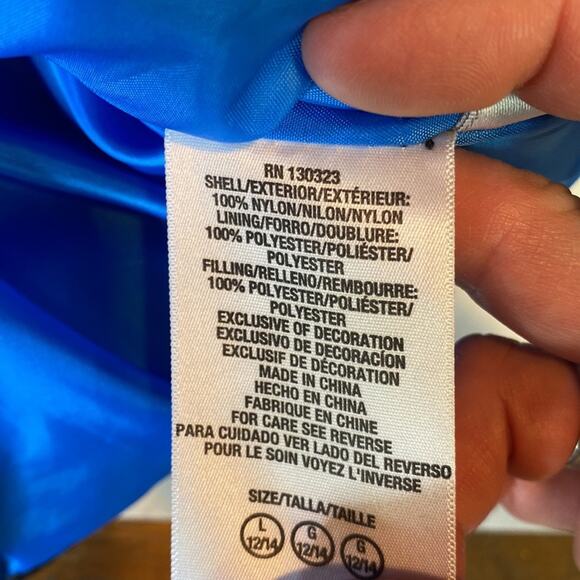 RN 130323
SHELL/EXTERIOR/EXTÉRIEUR:
100% NYLON/NILON/NYLON
LINING/FORRO/DOUBLURE:
100% POLYESTER/POLIÉSTER/
POLYESTER
FILLING/RELLENO/REMBOURRE:
100% POLYESTER/POLIÉSTER/
POLYESTER
EXCLUSIVE OF DECORATION
EXCLUSIVO DE DECORACÍON
EXCLUSIF DE DÉCORATION
MADE IN CHINA
HECHO EN CHINA
FABRIQUE EN CHINE
FOR CARE SEE REVERSE
PARA CUIDADO VER LADO DEL REVERSO
POUR LE SOIN VOYEZ L'INVERSE
SIZE/TALLA/TAILLE
L G G
12/14 12/14 12/14